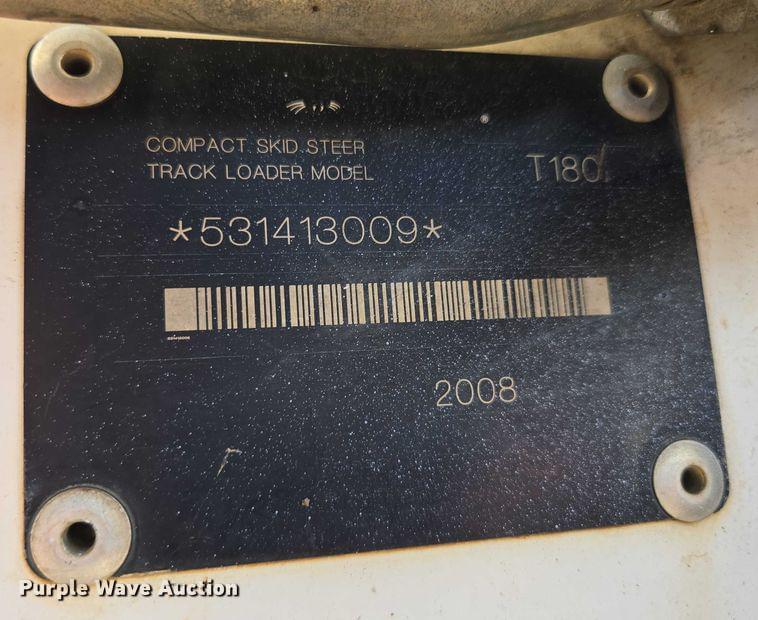 ®
COMPACT SKID STEER
TRACK LOADER MODEL T180
*531413009*
2008
Purple Wave Auction